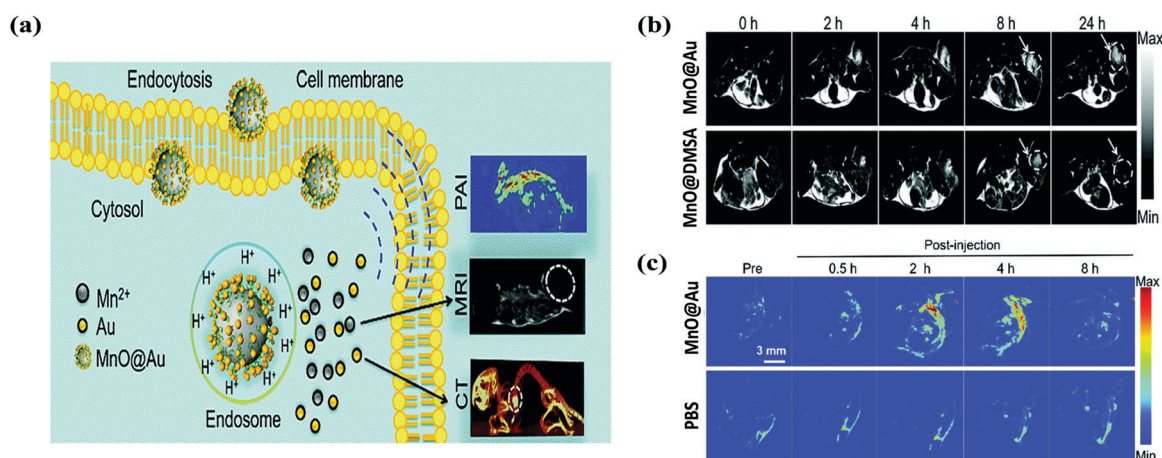 (a)
Endocytosis
Cell membrane
Cytosol
H⁺ H⁺ H⁺ H⁺ H⁺ H⁺ H⁺ H⁺ H⁺ H⁺
Mn²⁺
Au
MnO@Au
Endosome
PAI
MRI
CT
(b)
0 h 2 h 4 h 8 h 24 h
MnO@Au
MnO@DMSA
Max
Min
(c)
Post-injection
Pre 0.5 h 2 h 4 h 8 h
MnO@Au
3 mm
PBS
Max
Min